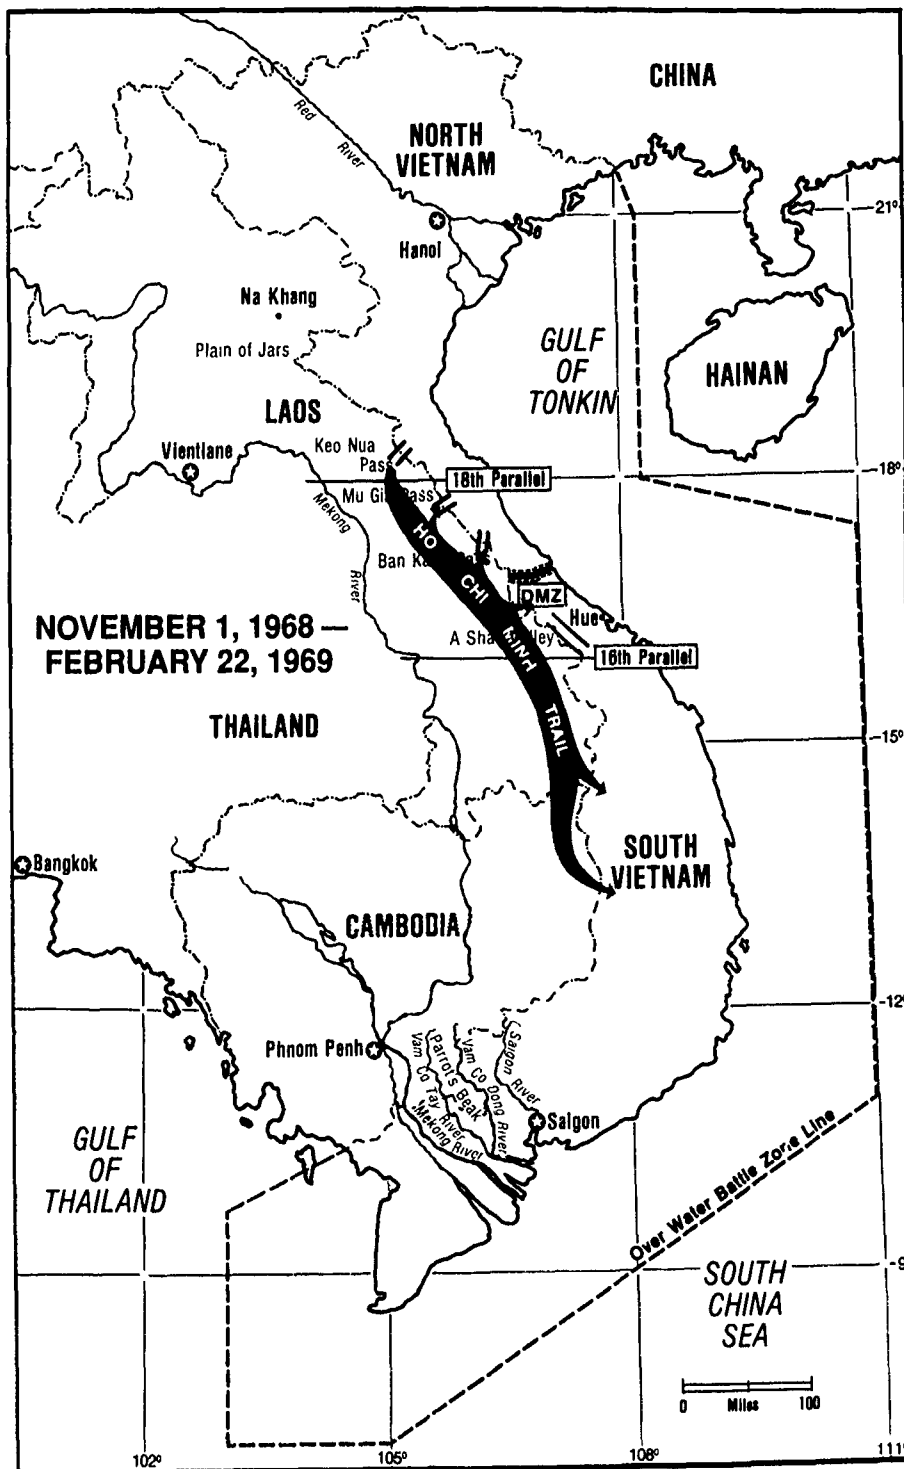 CHINA
Red
River
NORTH
VIETNAM
21°
Hanoi
Na Khang
Plain of Jars
GULF
OF
TONKIN
HAINAN
LAOS
Keo Nua
Pass
Vientiane
18°
18th Parallel
Mu Gia Pass
Mekong
River
HO
CHI
MINH
TRAIL
Ban
DMZ
Hue
A
NOVEMBER 1, 1968 —
FEBRUARY 22, 1969
16th Parallel
THAILAND
15°
SOUTH
VIETNAM
Bangkok
CAMBODIA
12°
Phnom Penh
Vam Co Tay River
Parrot's Beak
Vam Co Dong River
Saigon River
Mekong River
Saigon
GULF
OF
THAILAND
Over Water Battle Zone Line
9
SOUTH
CHINA
SEA
0 Miles 100
102° 105° 108° 111°